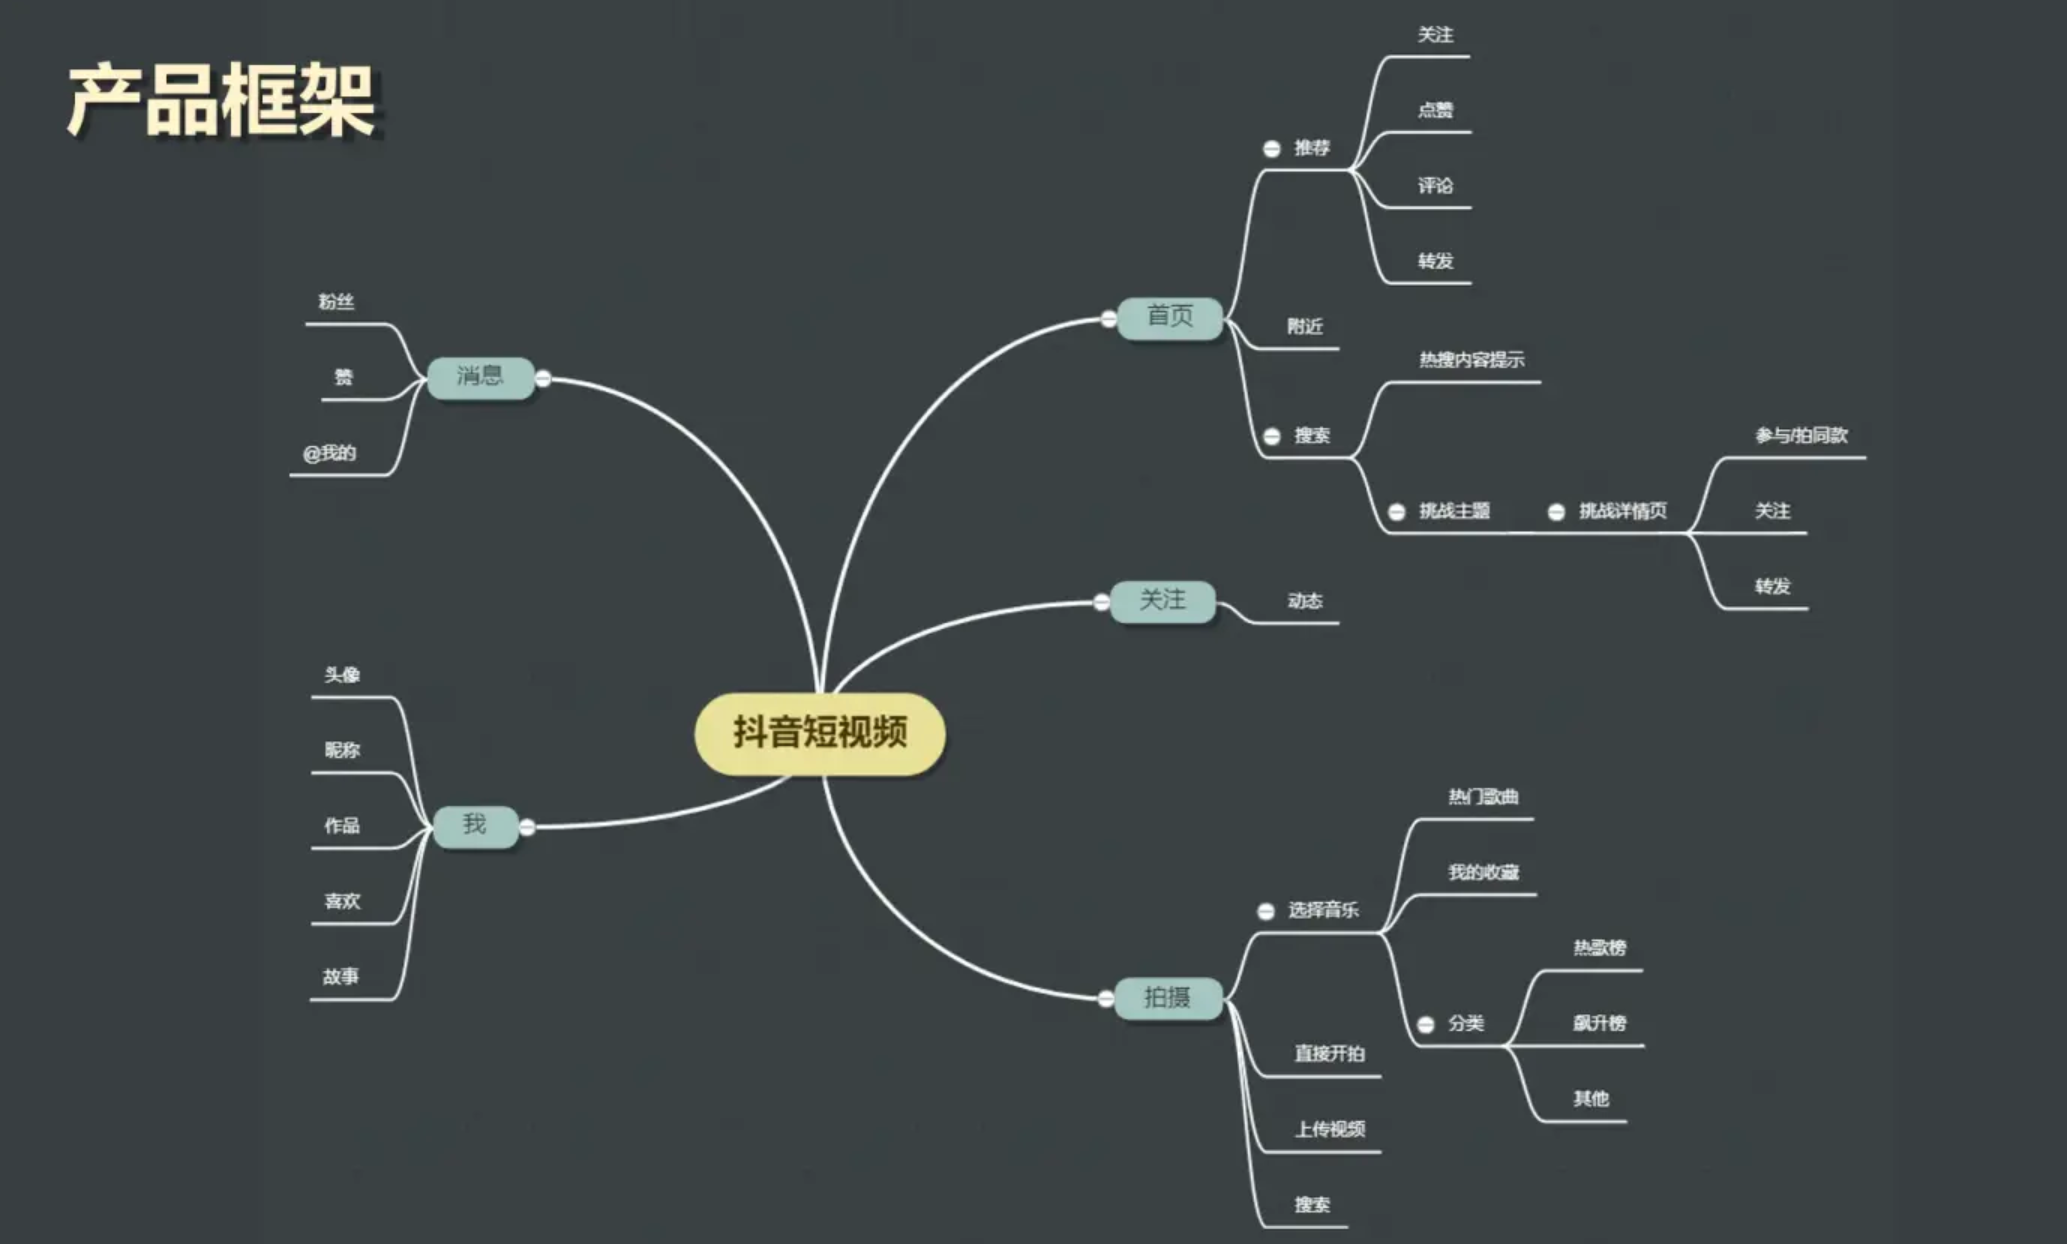 产品框架
抖音短视频
首页
推荐
关注
点赞
评论
转发
附近
搜索
热搜内容提示
挑战主题
挑战详情页
参与/拍同款
关注
转发
关注
动态
拍摄
选择音乐
热门歌曲
我的收藏
分类
热歌榜
飙升榜
其他
直接开拍
上传视频
搜索
消息
粉丝
赞
@我的
我
头像
昵称
作品
喜欢
故事